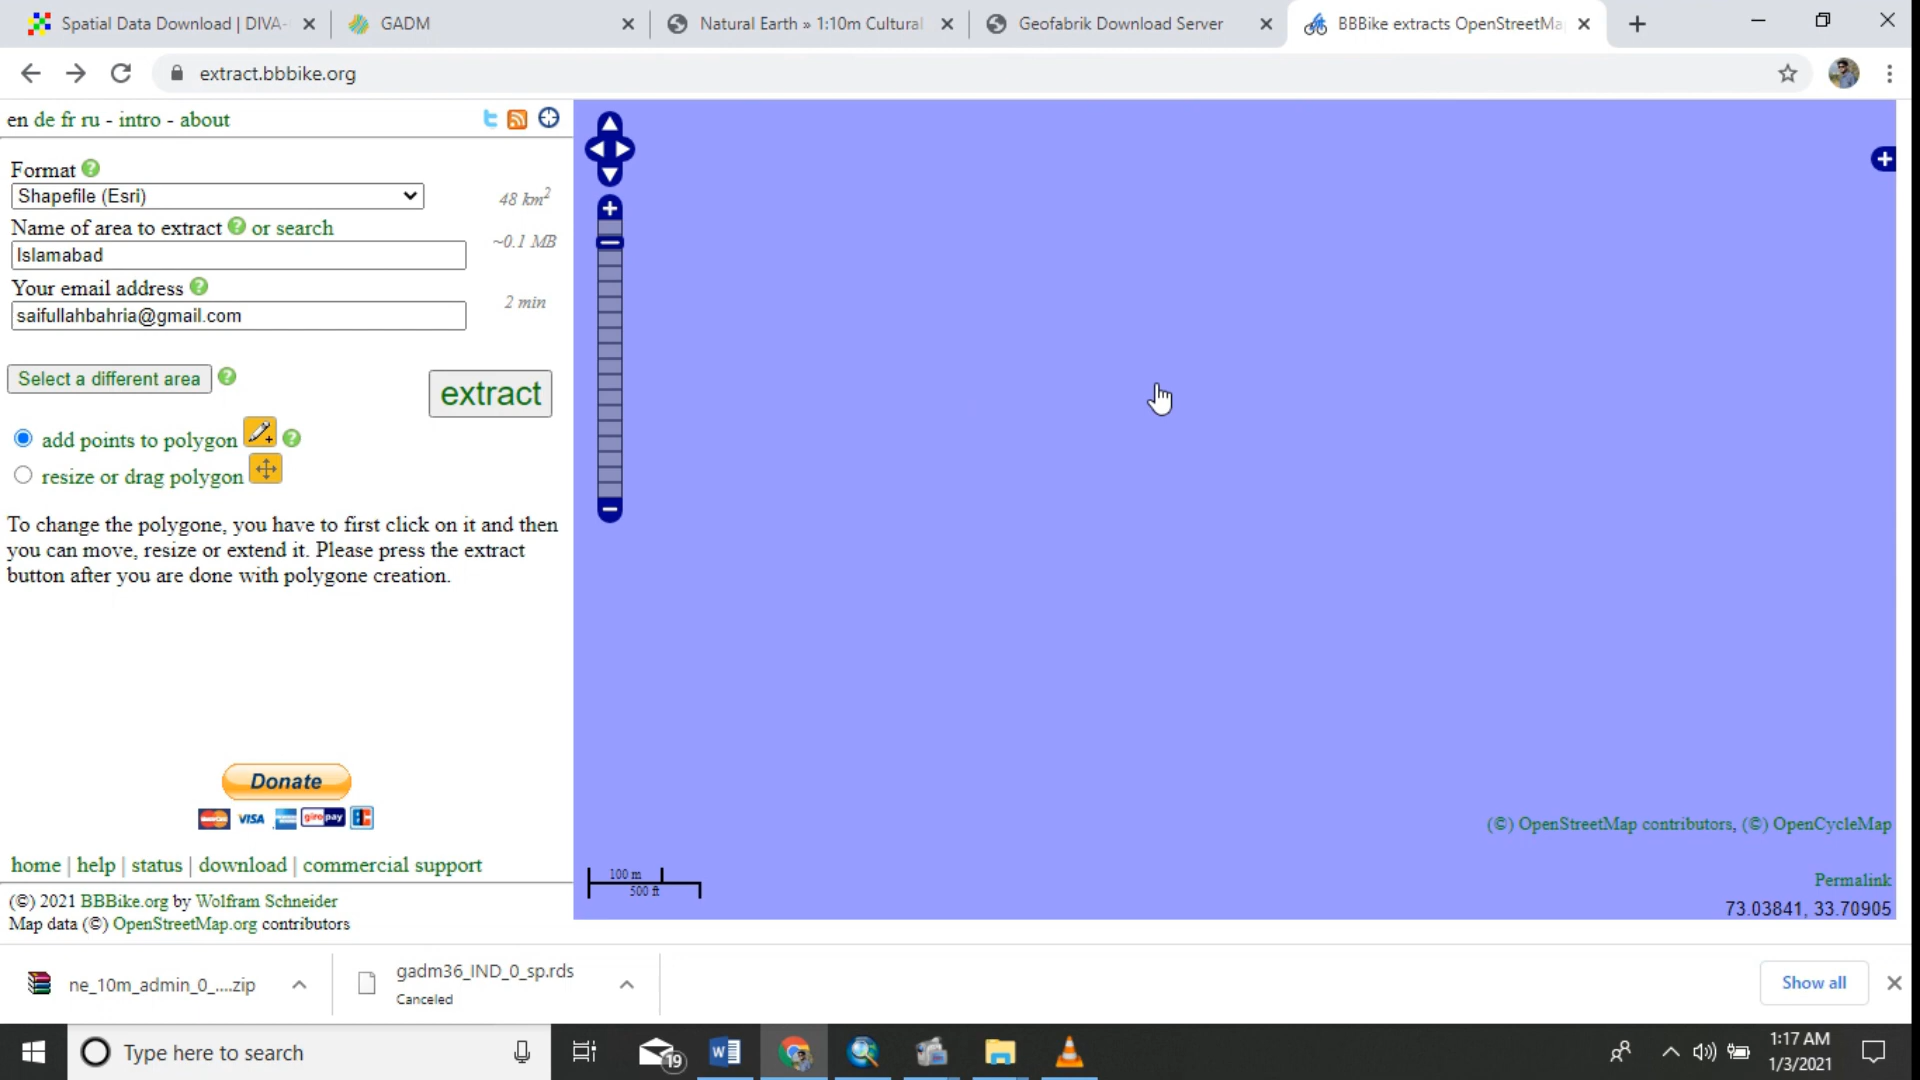 Spatial Data Download | DIVA-
GADM
Natural Earth » 1:10m Cultural
Geofabrik Download Server
BBBike extracts OpenStreetMa
extract.bbbike.org
en de fr ru - intro - about
Format
Shapefile (Esri)
48 km2
Name of area to extract or search
~0.1 MB
Islamabad
Your email address
2 min
saifullahbahria@gmail.com
Select a different area
extract
add points to polygon
resize or drag polygon
To change the polygone, you have to first click on it and then
you can move, resize or extend it. Please press the extract
button after you are done with polygone creation.
Donate
VISA
giropay
home | help | status | download | commercial support
(©) 2021 BBBike.org by Wolfram Schneider
Map data (©) OpenStreetMap.org contributors
100 m
500 ft
(©) OpenStreetMap contributors, (©) OpenCycleMap
Permalink
73.03841, 33.70905
ne_10m_admin_0_....zip
gadm36_IND_0_sp.rds
Canceled
Show all
Type here to search
19
1:17 AM
1/3/2021